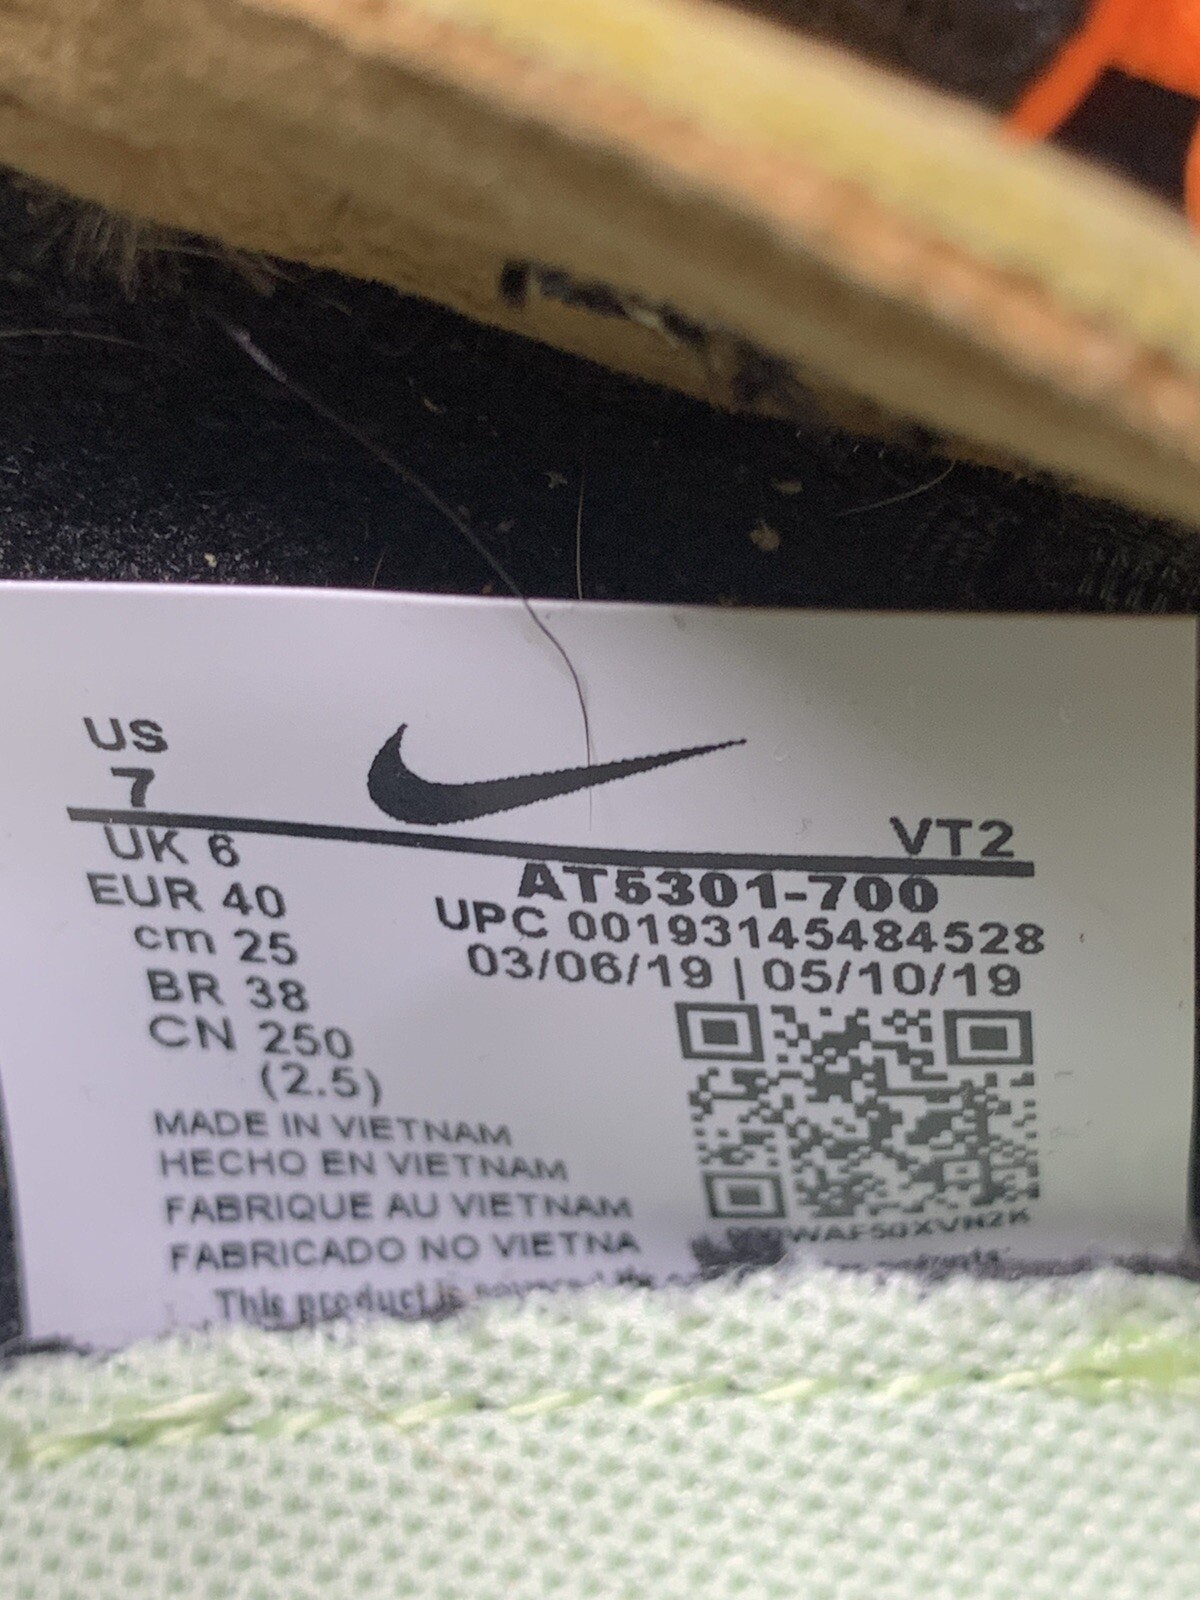 US
7
VT2
UK 6
AT5301-700
EUR 40
UPC 00193145484528
cm 25
03/06/19 | 05/10/19
BR 38
CN 250
(2.5)
MADE IN VIETNAM
HECHO EN VIETNAM
FABRIQUE AU VIETNAM
FABRICADO NO VIETNA
This product is